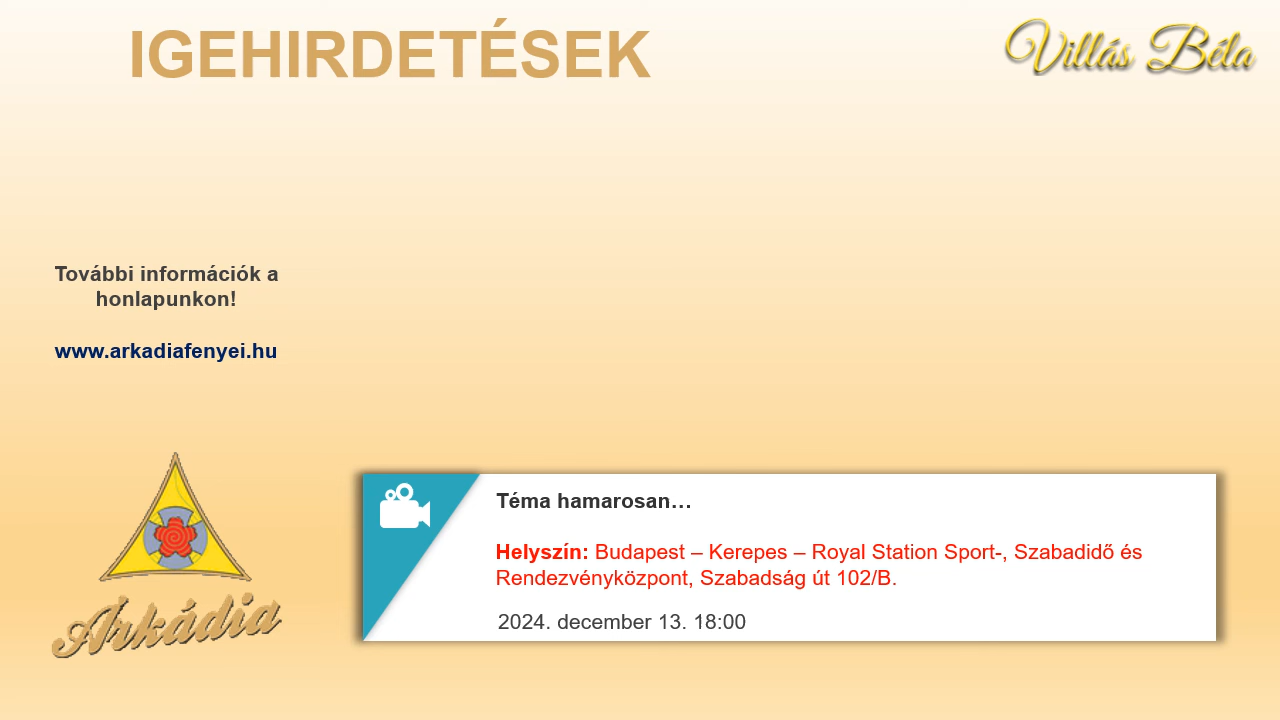 IGEHIRDETÉSEK
Villás Béla
További információk a
honlapunkon!
www.arkadiafenyei.hu
Árkádia
Téma hamarosan…
Helyszín: Budapest – Kerepes – Royal Station Sport-, Szabadidő és
Rendezvényközpont, Szabadság út 102/B.
2024. december 13. 18:00